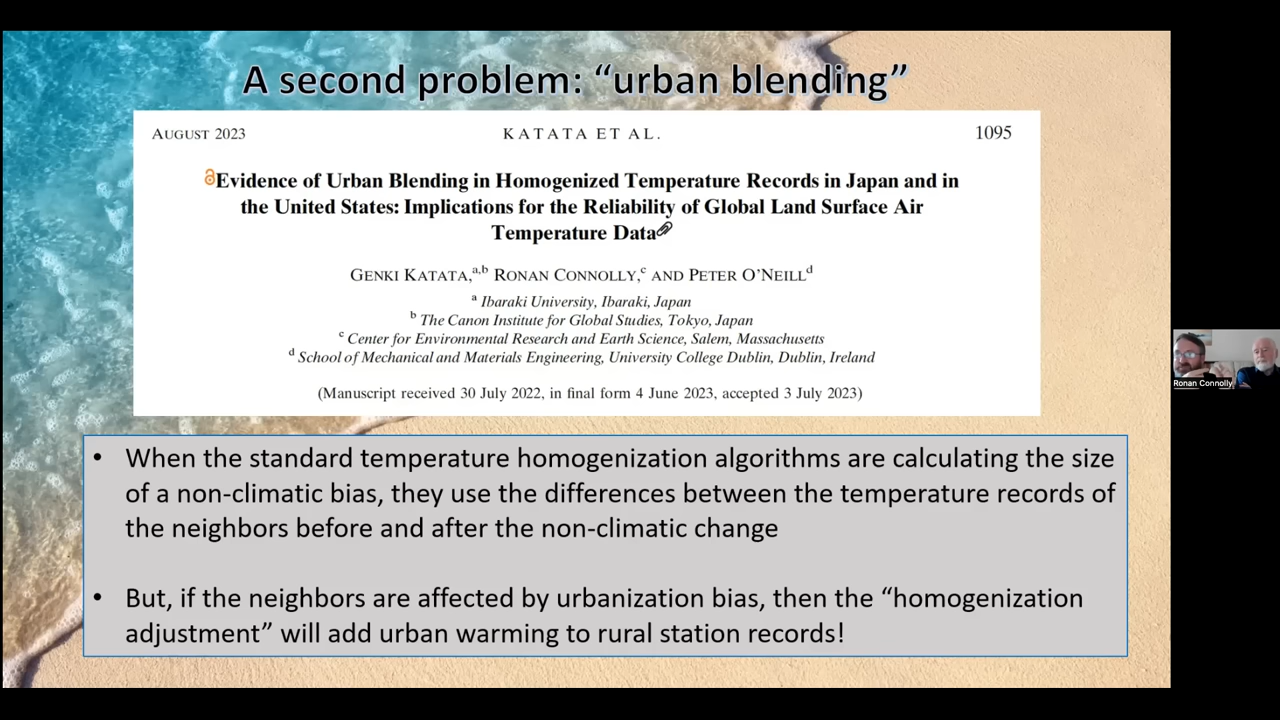 A second problem: “urban blending”
AUGUST 2023 KATATA ET AL. 1095
Evidence of Urban Blending in Homogenized Temperature Records in Japan and in
the United States: Implications for the Reliability of Global Land Surface Air
Temperature Data
GENKI KATATA,a,b RONAN CONNOLLY,c AND PETER O’NEILLd
a Ibaraki University, Ibaraki, Japan
b The Canon Institute for Global Studies, Tokyo, Japan
c Center for Environmental Research and Earth Science, Salem, Massachusetts
d School of Mechanical and Materials Engineering, University College Dublin, Dublin, Ireland
(Manuscript received 30 July 2022, in final form 4 June 2023, accepted 3 July 2023)
• When the standard temperature homogenization algorithms are calculating the size
of a non-climatic bias, they use the differences between the temperature records of
the neighbors before and after the non-climatic change
• But, if the neighbors are affected by urbanization bias, then the “homogenization
adjustment” will add urban warming to rural station records!
Ronan Connolly